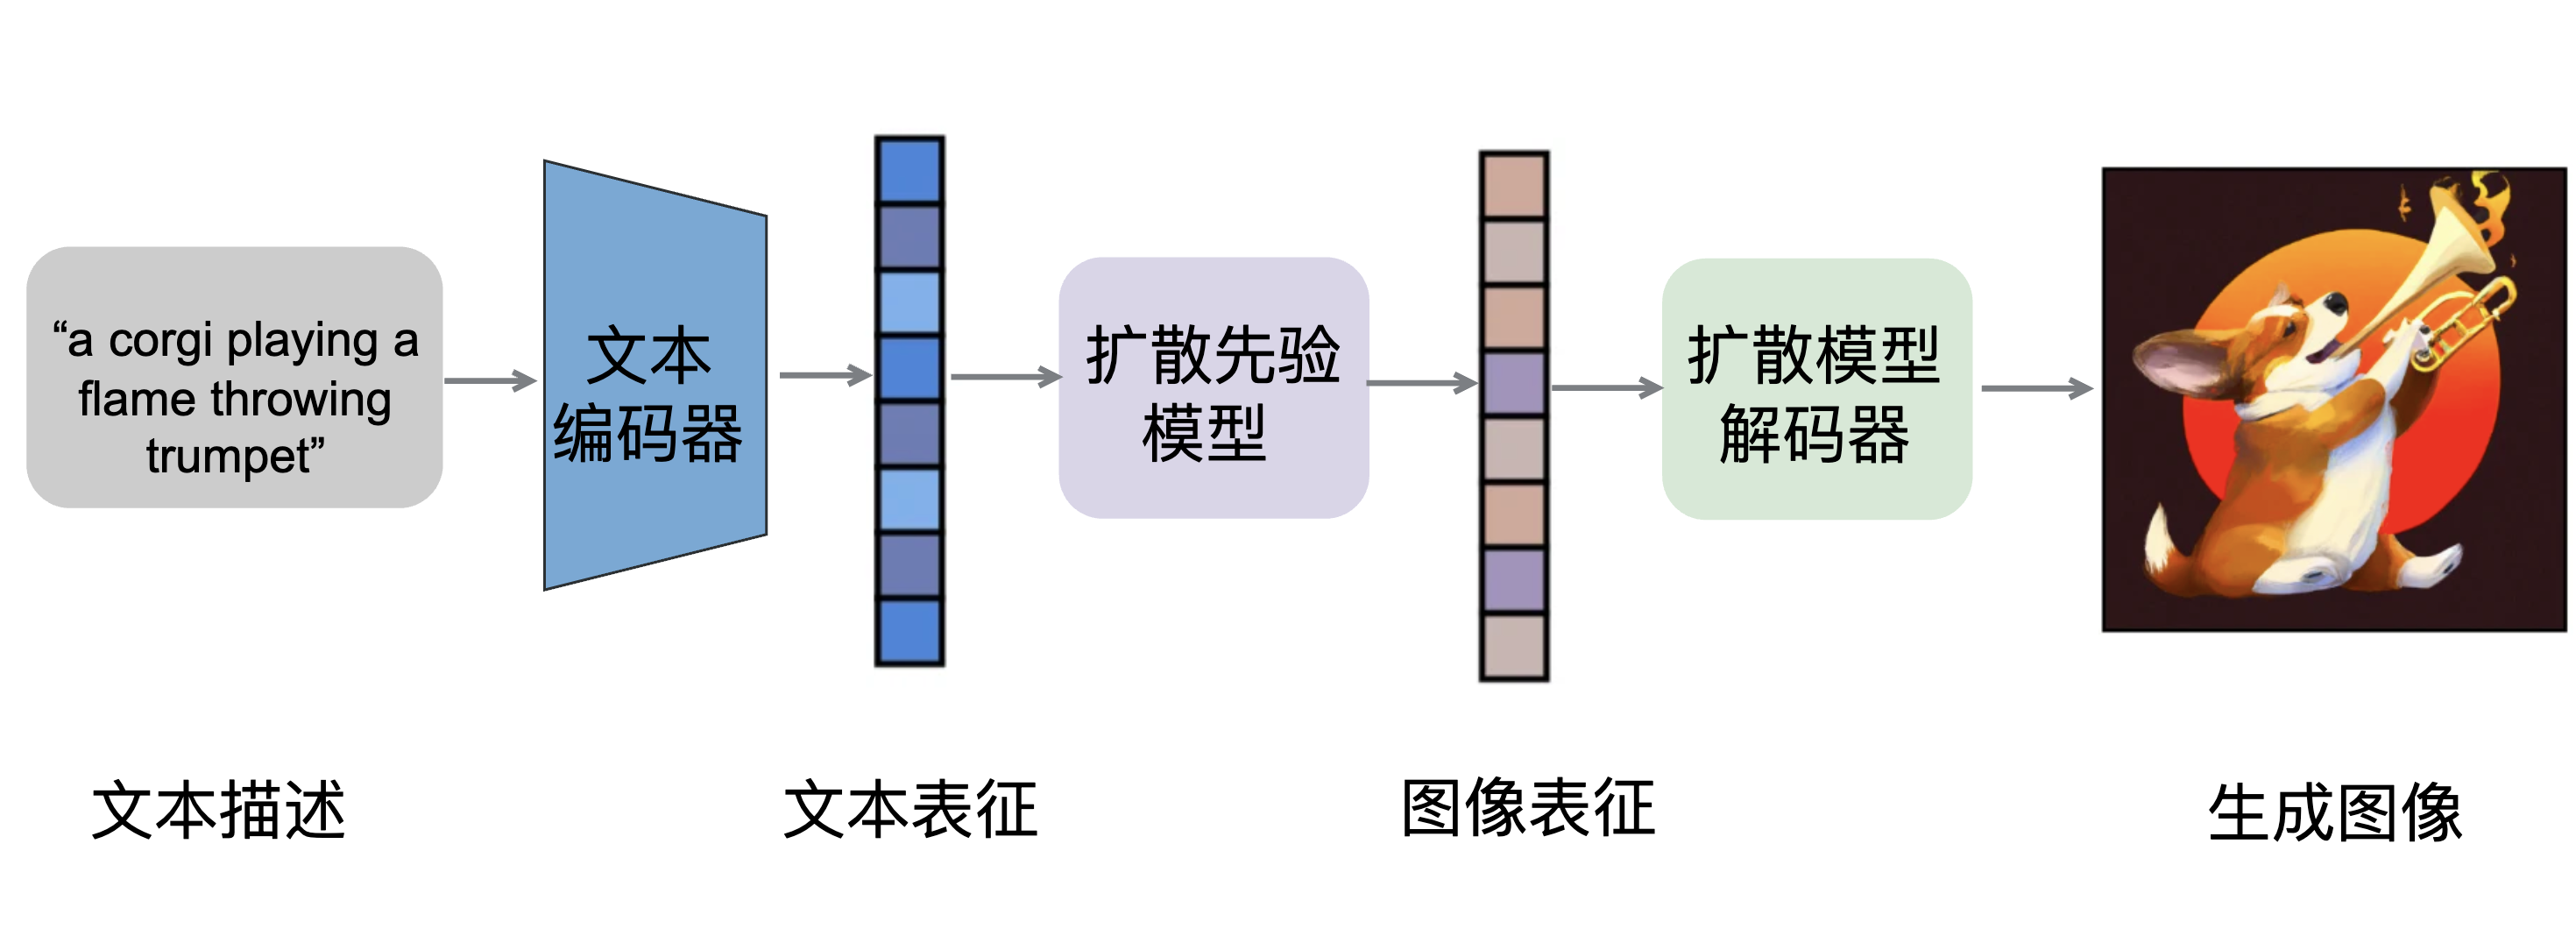 “a corgi playing a
flame throwing
trumpet”
文本
编码器
扩散先验
模型
扩散模型
解码器
文本描述
文本表征
图像表征
生成图像